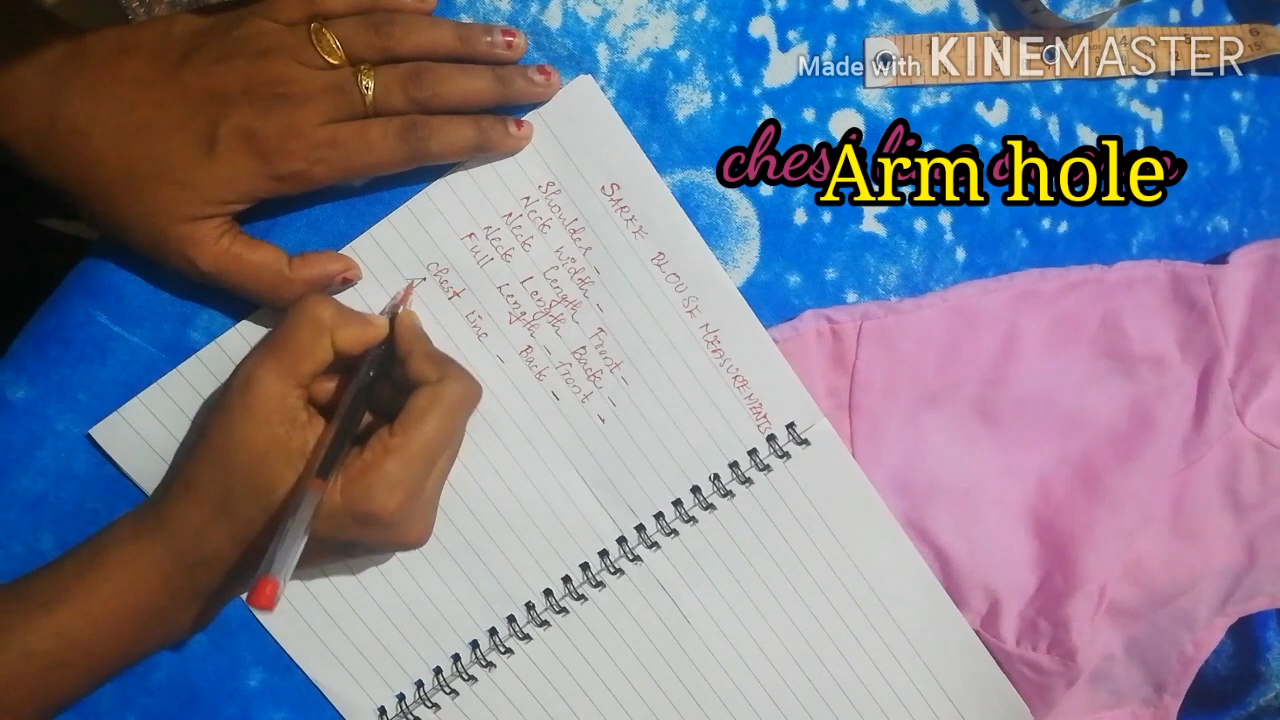 Made with KINEMASTER
Arm hole
SAREE BLOUSE MEASUREMENTS
Shoulder -
Neck width -
Neck Length Front -
Neck Length Back -
Full Length - Front -
Back -
Chest Line -
A